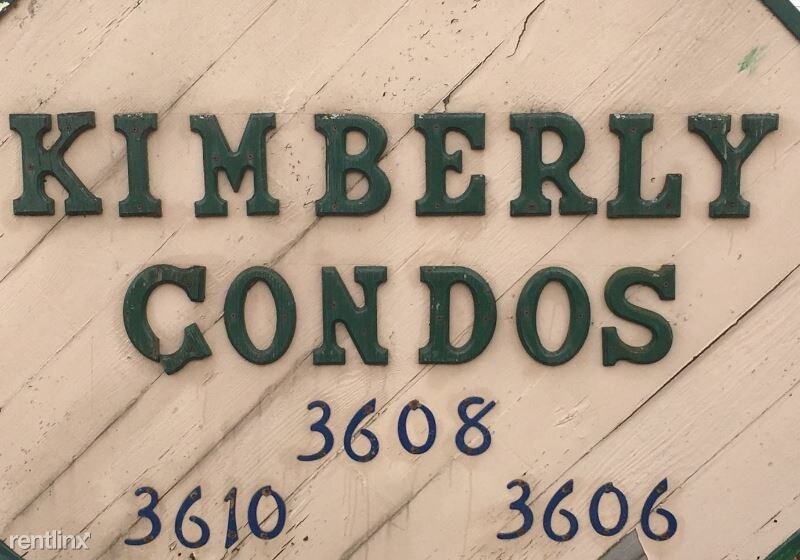 KIMBERLY
CONDOS
3608
3610 3606
rentlinx